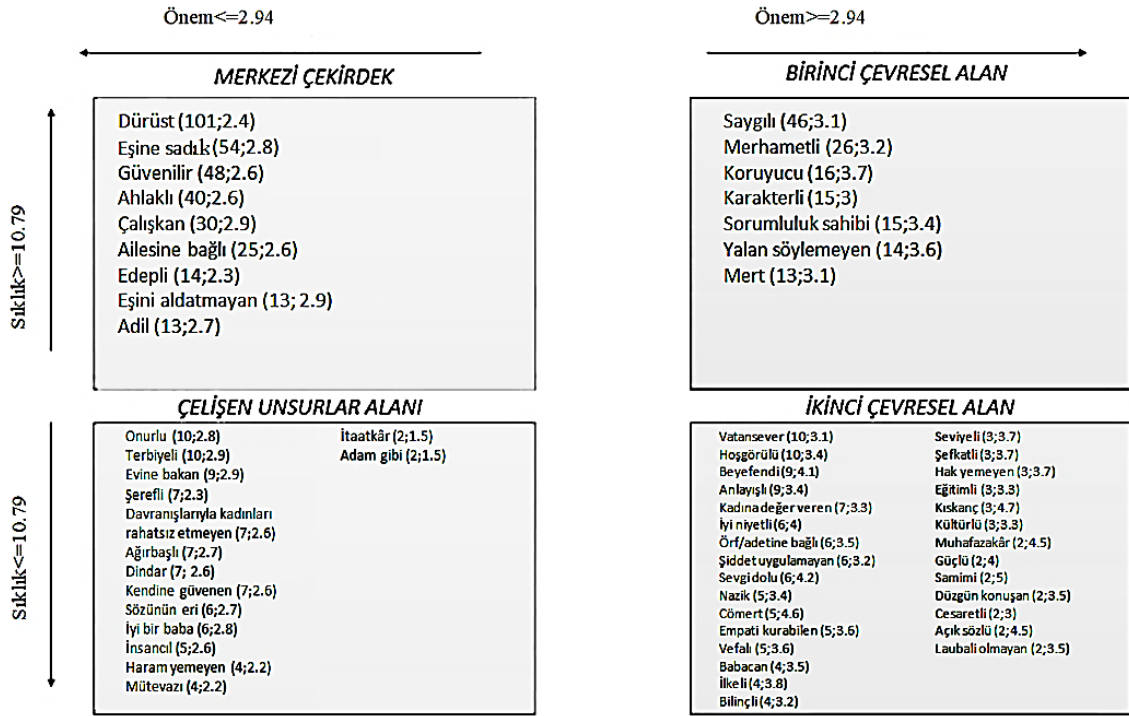 Önem<=2.94
Önem>=2.94
MERKEZİ ÇEKİRDEK
BİRİNCİ ÇEVRESEL ALAN
Sıklık>=10.79
Dürüst (101;2.4)
Eşine sadık (54;2.8)
Güvenilir (48;2.6)
Ahlaklı (40;2.6)
Çalışkan (30;2.9)
Ailesine bağlı (25;2.6)
Edepli (14;2.3)
Eşini aldatmayan (13; 2.9)
Adil (13;2.7)
Saygılı (46;3.1)
Merhametli (26;3.2)
Koruyucu (16;3.7)
Karakterli (15;3)
Sorumluluk sahibi (15;3.4)
Yalan söylemeyen (14;3.6)
Mert (13;3.1)
ÇELİŞEN UNSURLAR ALANI
İKİNCİ ÇEVRESEL ALAN
Sıklık<=10.79
Onurlu (10;2.8)
Terbiyeli (10;2.9)
Evine bakan (9;2.9)
Şerefli (7;2.3)
Davranışlarıyla kadınları
rahatsız etmeyen (7;2.6)
Ağırbaşlı (7;2.7)
Dindar (7; 2.6)
Kendine güvenen (7;2.6)
Sözünün eri (6;2.7)
İyi bir baba (6;2.8)
İnsancıl (5;2.6)
Haram yemeyen (4;2.2)
Mütevazı (4;2.2)
İtaatkâr (2;1.5)
Adam gibi (2;1.5)
Vatansever (10;3.1)
Hoşgörülü (10;3.4)
Beyefendi (9;4.1)
Anlayışlı (9;3.4)
Kadına değer veren (7;3.3)
İyi niyetli (6;4)
Örf/adetine bağlı (6;3.5)
Şiddet uygulamayan (6;3.2)
Sevgi dolu (6;4.2)
Nazik (5;3.4)
Cömert (5;4.6)
Empati kurabilen (5;3.6)
Vefalı (5;3.6)
Babacan (4;3.5)
İlkeli (4;3.8)
Bilinçli (4;3.2)
Seviyeli (3;3.7)
Şefkatli (3;3.7)
Hak yemeyen (3;3.7)
Eğitimli (3;3.3)
Kıskanç (3;4.7)
Kültürlü (3;3.3)
Muhafazakâr (2;4.5)
Güçlü (2;4)
Samimi (2;5)
Düzgün konuşan (2;3.5)
Cesaretli (2;3)
Açık sözlü (2;4.5)
Laubali olmayan (2;3.5)